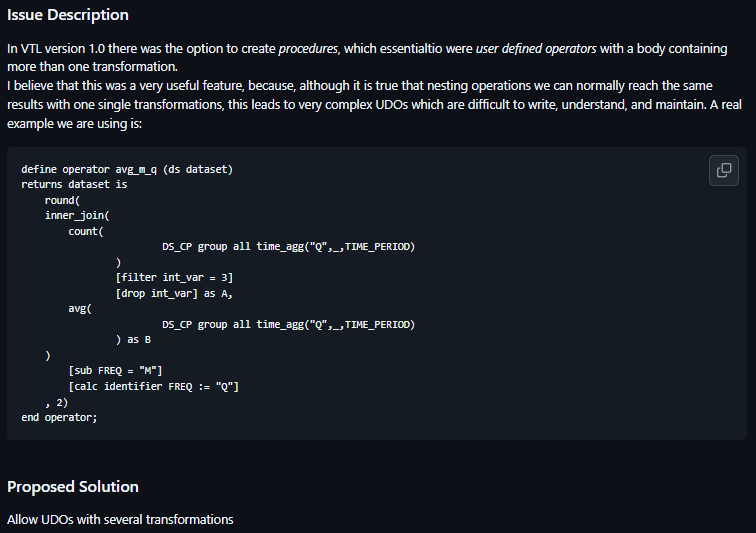 Issue Description
In VTL version 1.0 there was the option to create procedures, which essentialtio were user defined operators with a body containing
more than one transformation.
I believe that this was a very useful feature, because, although it is true that nesting operations we can normally reach the same
results with one single transformations, this leads to very complex UDOs which are difficult to write, understand, and maintain. A real
example we are using is:
define operator avg_m_q (ds dataset)
returns dataset is
round(
inner_join(
count(
DS_CP group all time_agg("Q",_,TIME_PERIOD)
)
[filter int_var = 3]
[drop int_var] as A,
avg(
DS_CP group all time_agg("Q",_,TIME_PERIOD)
) as B
)
[sub FREQ = "M"]
[calc identifier FREQ := "Q"]
, 2)
end operator;
Proposed Solution
Allow UDOs with several transformations